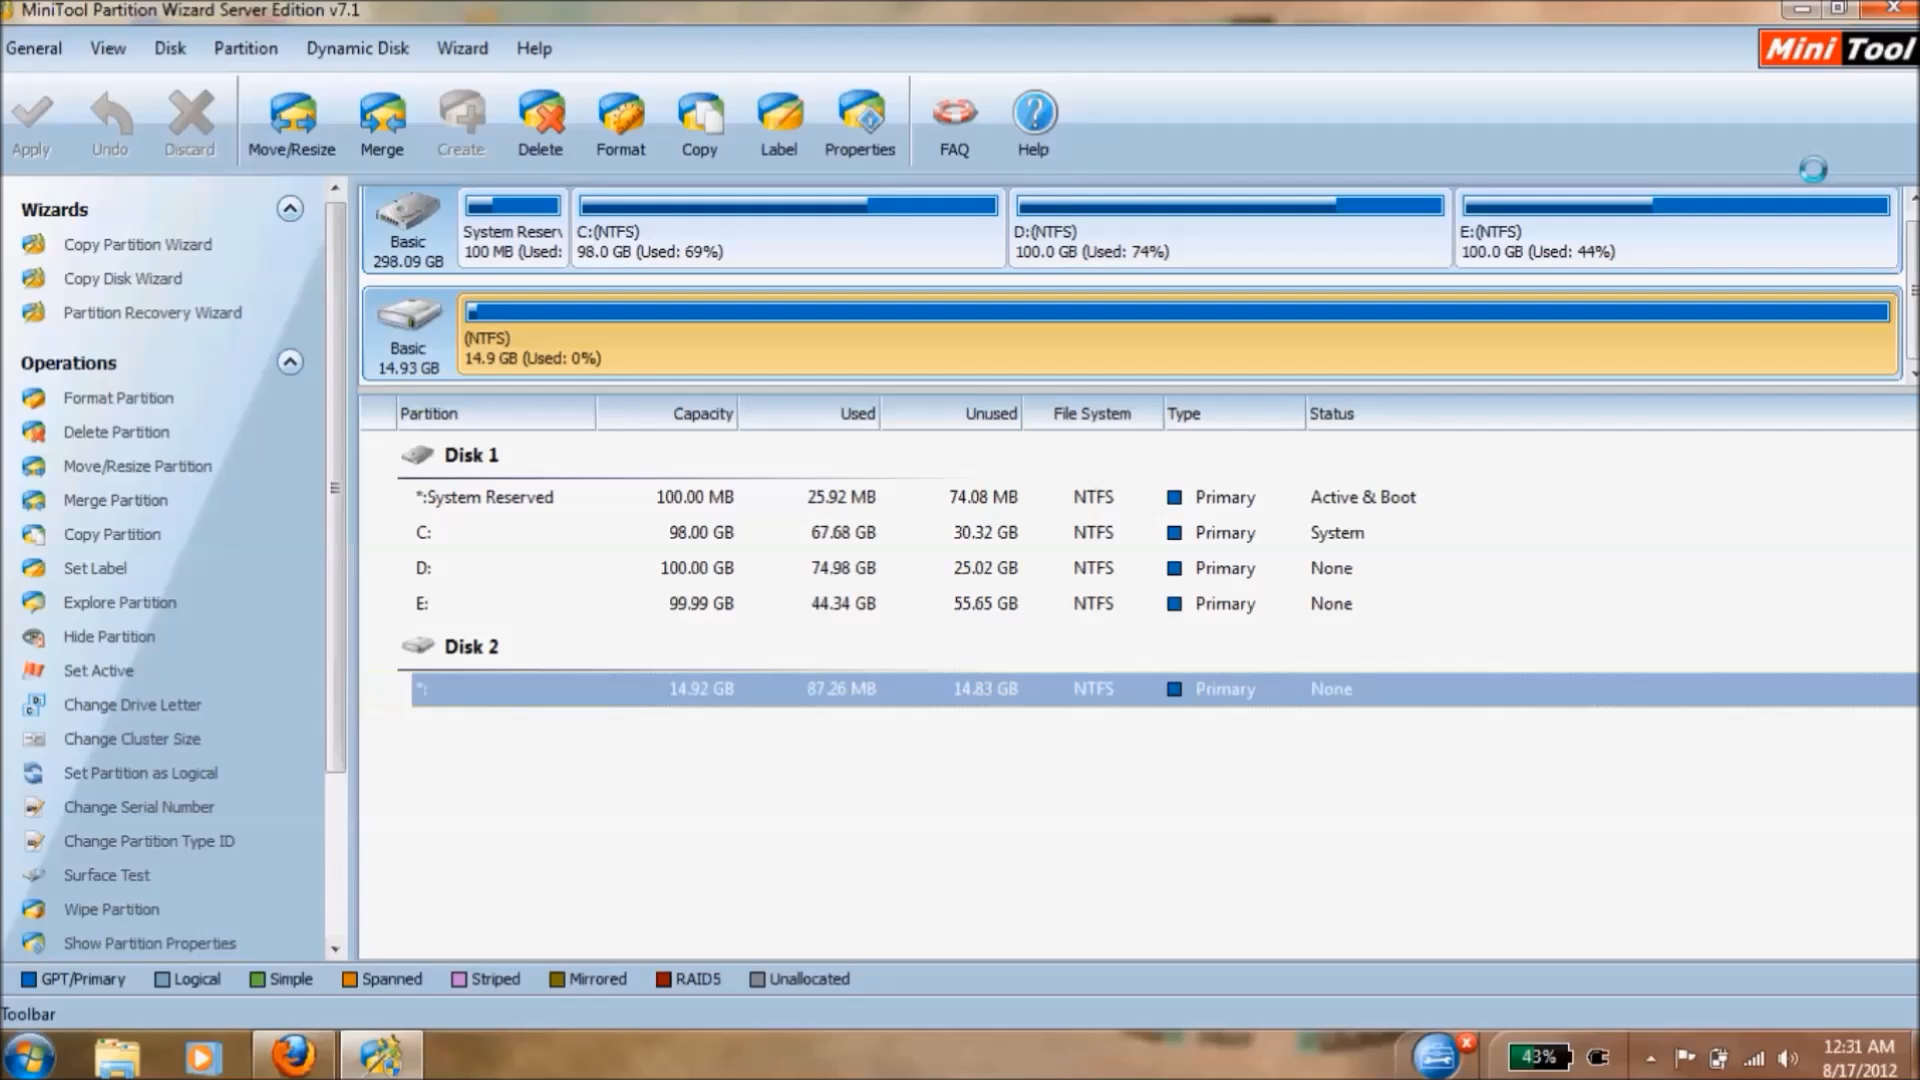 MiniTool Partition Wizard Server Edition v7.1
General View Disk Partition Dynamic Disk Wizard Help
Mini Tool
Apply Undo Discard Move/Resize Merge Create Delete Format Copy Label Properties FAQ Help
Wizards
Copy Partition Wizard
Copy Disk Wizard
Partition Recovery Wizard
Operations
Format Partition
Delete Partition
Move/Resize Partition
Merge Partition
Copy Partition
Set Label
Explore Partition
Hide Partition
Set Active
Change Drive Letter
Change Cluster Size
Set Partition as Logical
Change Serial Number
Change Partition Type ID
Surface Test
Wipe Partition
Show Partition Properties
Basic
298.09 GB
System Reserv
100 MB (Used:
C:(NTFS)
98.0 GB (Used: 69%)
D:(NTFS)
100.0 GB (Used: 74%)
E:(NTFS)
100.0 GB (Used: 44%)
Basic
14.93 GB
(NTFS)
14.9 GB (Used: 0%)
Partition Capacity Used Unused File System Type Status
Disk 1
*:System Reserved 100.00 MB 25.92 MB 74.08 MB NTFS Primary Active & Boot
C: 98.00 GB 67.68 GB 30.32 GB NTFS Primary System
D: 100.00 GB 74.98 GB 25.02 GB NTFS Primary None
E: 99.99 GB 44.34 GB 55.65 GB NTFS Primary None
Disk 2
*: 14.92 GB 87.26 MB 14.83 GB NTFS Primary None
GPT/Primary Logical Simple Spanned Striped Mirrored RAID5 Unallocated
Toolbar
43%
12:31 AM
8/17/2012